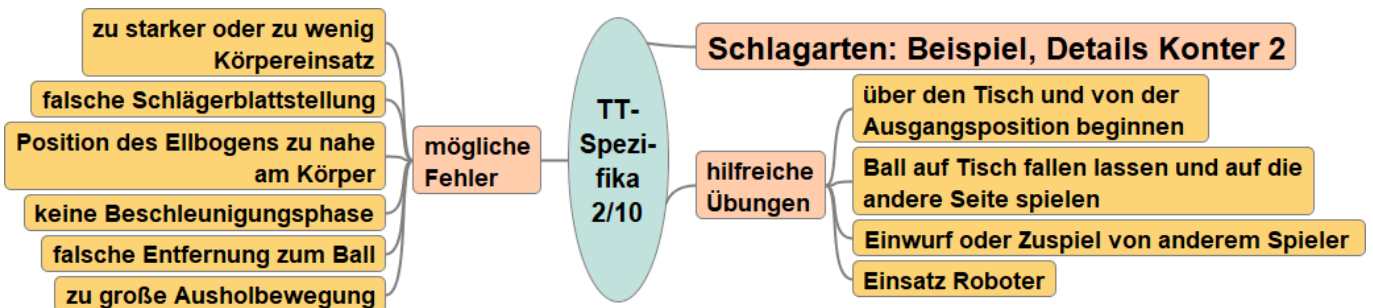 zu starker oder zu wenig
Körpereinsatz
falsche Schlägerblattstellung
Position des Ellbogens zu nahe
am Körper
keine Beschleunigungsphase
falsche Entfernung zum Ball
zu große Ausholbewegung
mögliche
Fehler
TT-
Spezi-
fika
2/10
Schlagarten: Beispiel, Details Konter 2
hilfreiche
Übungen
über den Tisch und von der
Ausgangsposition beginnen
Ball auf Tisch fallen lassen und auf die
andere Seite spielen
Einwurf oder Zuspiel von anderem Spieler
Einsatz Roboter